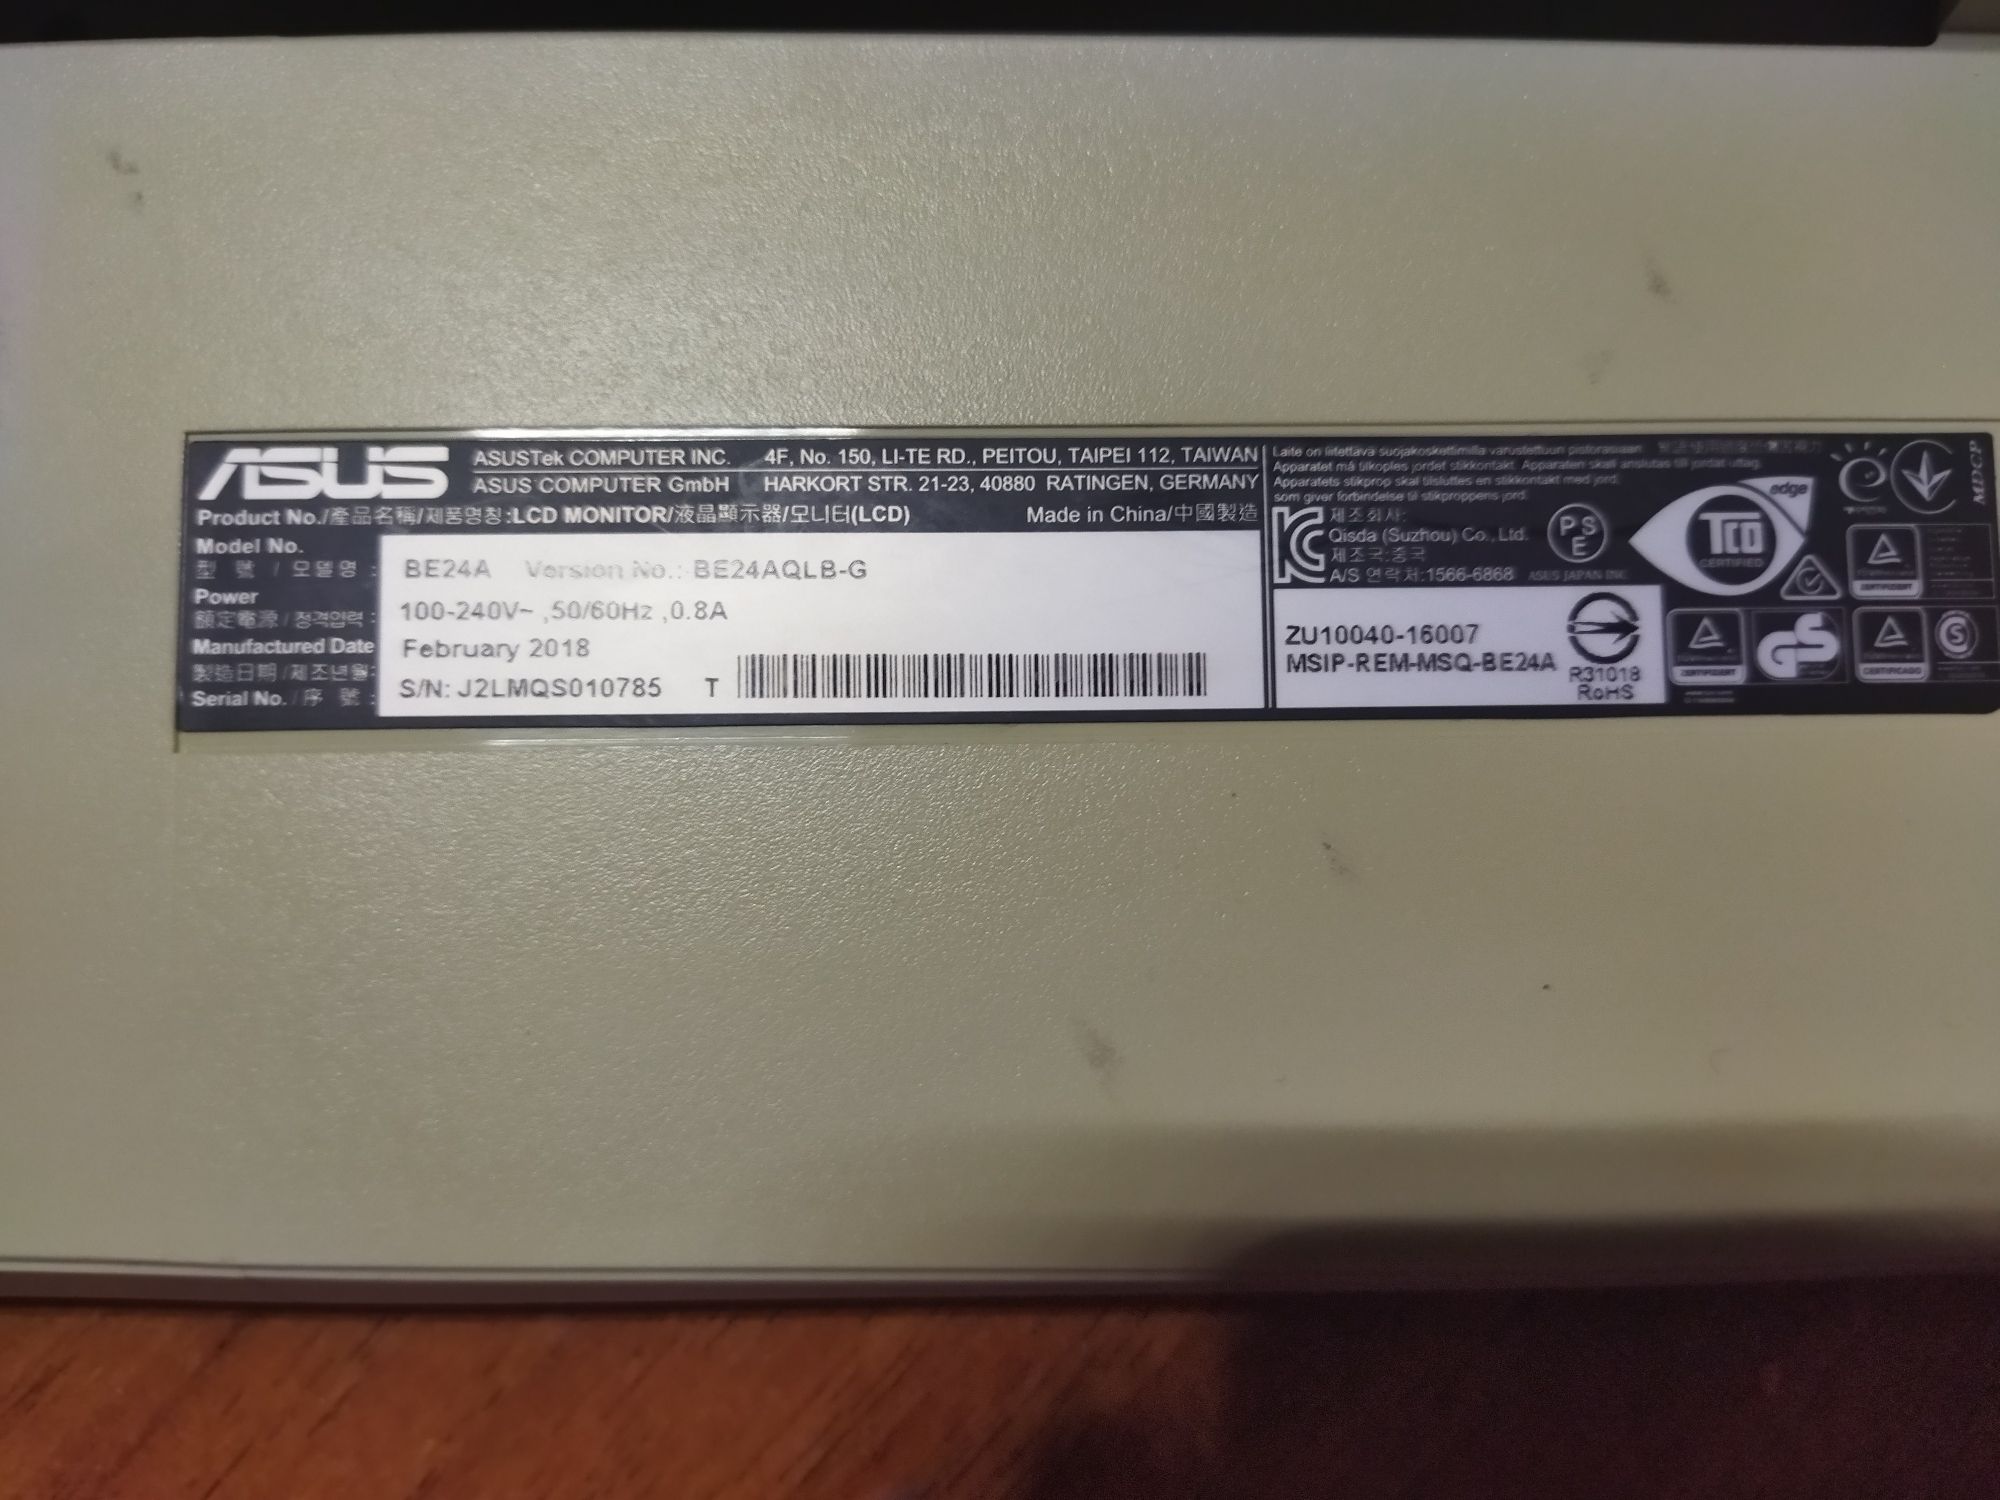 ASUS
ASUSTek COMPUTER INC. 4F, No. 150, LI-TE RD., PEITOU, TAIPEI 112, TAIWAN
ASUS COMPUTER GmbH HARKORT STR. 21-23, 40880 RATINGEN, GERMANY
Product No./產品名稱/제품명칭:LCD MONITOR/液晶顯示器/모니터(LCD) Made in China/中國製造
Model No.
型 號 / 모델명 : BE24A Version No.: BE24AQLB-G
Power
額定電源 / 정격입력 : 100-240V~ ,50/60Hz ,0.8A
Manufactured Date
製造日期/제조년월: February 2018
Serial No. / 序 號 : S/N: J2LMQS010785 T
Laite on liitettävä suojakoskettimilla varustettuun pistorasiaan.
Apparatet må tilkoples jordet stikkontakt. Apparaten skall anslutas till jordat uttag.
Apparatets stikprop skal tilsluttes en stikkontakt med jord,
som giver forbindelse til stikproppens jord.
제조회사:
Qisda (Suzhou) Co., Ltd.
제조국:중국
A/S 연락처:1566-6868
PSE
ASUS JAPAN INC.
TCO
CERTIFIED
edge
MDCP
ZU10040-16007
MSIP-REM-MSQ-BE24A
R31018
RoHS
GS
S